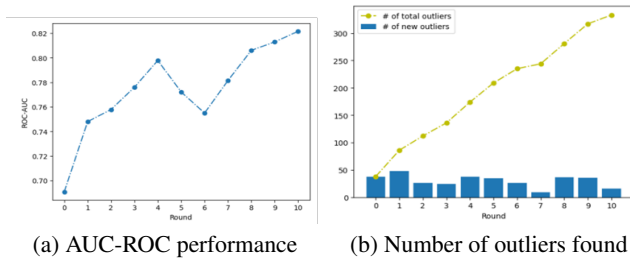 0.82
0.80
0.78
0.76
0.74
0.72
0.70
ROC-AUC
0 1 2 3 4 5 6 7 8 9 10
Round
(a) AUC-ROC performance
# of total outliers
# of new outliers
300
250
200
150
100
50
0
0 1 2 3 4 5 6 7 8 9 10
Round
(b) Number of outliers found